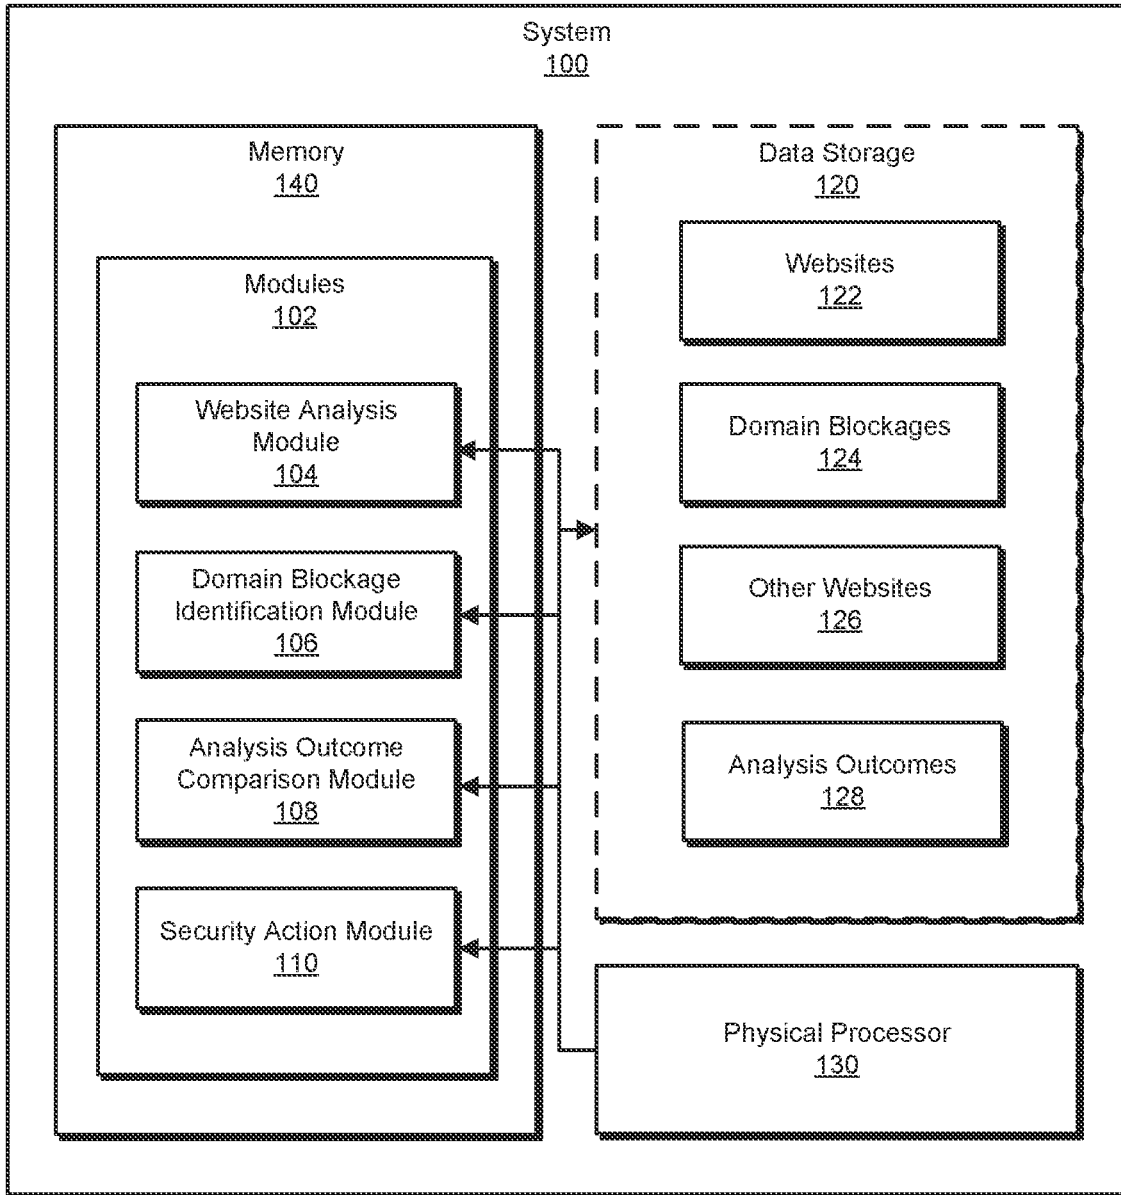 System
100
Memory
140
Modules
102
Website Analysis
Module
104
Domain Blockage
Identification Module
106
Analysis Outcome
Comparison Module
108
Security Action Module
110
Data Storage
120
Websites
122
Domain Blockages
124
Other Websites
126
Analysis Outcomes
128
Physical Processor
130